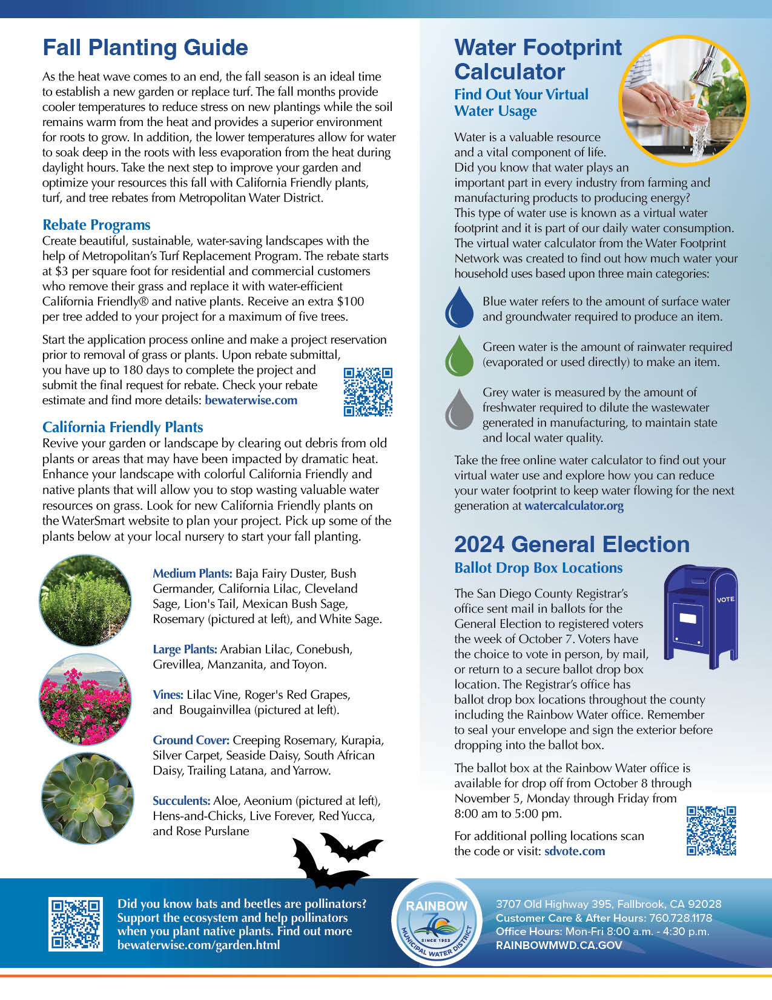 Fall Planting Guide
As the heat wave comes to an end, the fall season is an ideal time
to establish a new garden or replace turf. The fall months provide
cooler temperatures to reduce stress on new plantings while the soil
remains warm from the heat and provides a superior environment
for roots to grow. In addition, the lower temperatures allow for water
to soak deep in the roots with less evaporation from the heat during
daylight hours. Take the next step to improve your garden and
optimize your resources this fall with California Friendly plants,
turf, and tree rebates from Metropolitan Water District.
Rebate Programs
Create beautiful, sustainable, water-saving landscapes with the
help of Metropolitan's Turf Replacement Program. The rebate starts
at $3 per square foot for residential and commercial customers
who remove their grass and replace it with water-efficient
California Friendly® and native plants. Receive an extra $100
per tree added to your project for a maximum of five trees.
Start the application process online and make a project reservation
prior to removal of grass or plants. Upon rebate submittal,
you have up to 180 days to complete the project and
submit the final request for rebate. Check your rebate
estimate and find more details: bewaterwise.com
California Friendly Plants
Revive your garden or landscape by clearing out debris from old
plants or areas that may have been impacted by dramatic heat.
Enhance your landscape with colorful California Friendly and
native plants that will allow you to stop wasting valuable water
resources on grass. Look for new California Friendly plants on
the WaterSmart website to plan your project. Pick up some of the
plants below at your local nursery to start your fall planting.
Medium Plants: Baja Fairy Duster, Bush
Germander, California Lilac, Cleveland
Sage, Lion's Tail, Mexican Bush Sage,
Rosemary (pictured at left), and White Sage.
Large Plants: Arabian Lilac, Conebush,
Grevillea, Manzanita, and Toyon.
Vines: Lilac Vine, Roger's Red Grapes,
and Bougainvillea (pictured at left).
Ground Cover: Creeping Rosemary, Kurapia,
Silver Carpet, Seaside Daisy, South African
Daisy, Trailing Latana, and Yarrow.
Succulents: Aloe, Aeonium (pictured at left),
Hens-and-Chicks, Live Forever, Red Yucca,
and Rose Purslane
Water Footprint
Calculator
Find Out Your Virtual
Water Usage
Water is a valuable resource
and a vital component of life.
Did you know that water plays an
important part in every industry from farming and
manufacturing products to producing energy?
This type of water use is known as a virtual water
footprint and it is part of our daily water consumption.
The virtual water calculator from the Water Footprint
Network was created to find out how much water your
household uses based upon three main categories:
Blue water refers to the amount of surface water
and groundwater required to produce an item.
Green water is the amount of rainwater required
(evaporated or used directly) to make an item.
Grey water is measured by the amount of
freshwater required to dilute the wastewater
generated in manufacturing, to maintain state
and local water quality.
Take the free online water calculator to find out your
virtual water use and explore how you can reduce
your water footprint to keep water flowing for the next
generation at watercalculator.org
2024 General Election
Ballot Drop Box Locations
The San Diego County Registrar's
office sent mail in ballots for the
General Election to registered voters
the week of October 7. Voters have
the choice to vote in person, by mail,
or return to a secure ballot drop box
location. The Registrar's office has
ballot drop box locations throughout the county
including the Rainbow Water office. Remember
to seal your envelope and sign the exterior before
dropping into the ballot box.
VOTE
The ballot box at the Rainbow Water office is
available for drop off from October 8 through
November 5, Monday through Friday from
8:00 am to 5:00 pm.
For additional polling locations scan
the code or visit: sdvote.com
Did you know bats and beetles are pollinators?
Support the ecosystem and help pollinators
when you plant native plants. Find out more
bewaterwise.com/garden.html
RAINBOW
70
SINCE 1953
MUNICIPAL WATER DISTRICT
3707 Old Highway 395, Fallbrook, CA 92028
Customer Care & After Hours: 760.728.1178
Office Hours: Mon-Fri 8:00 a.m. - 4:30 p.m.
RAINBOWMWD.CA.GOV